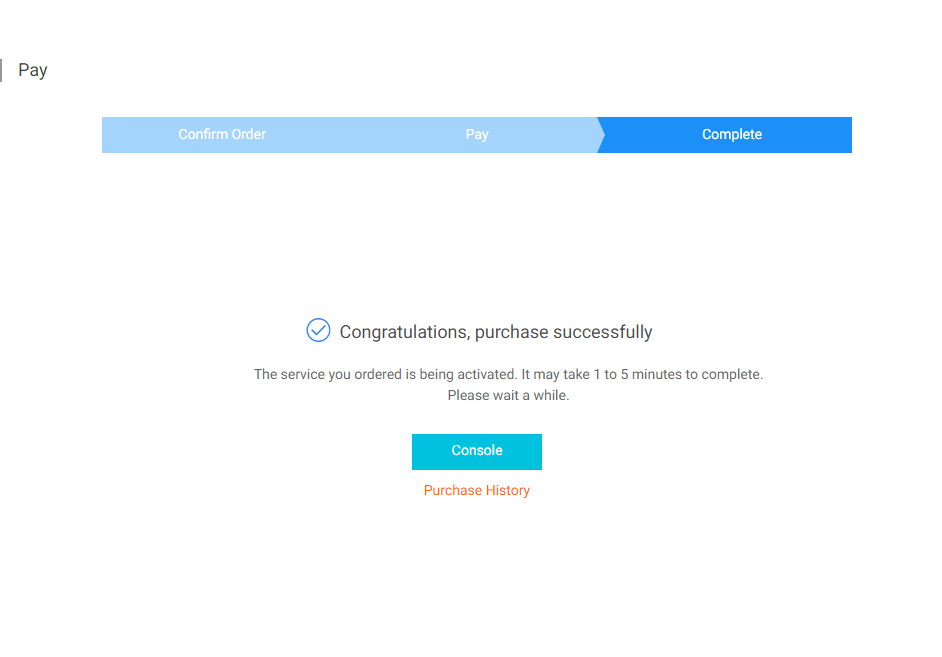 Pay
Confirm Order
Pay
Complete
Congratulations, purchase successfully
The service you ordered is being activated. It may take 1 to 5 minutes to complete.
Please wait a while.
Console
Purchase History